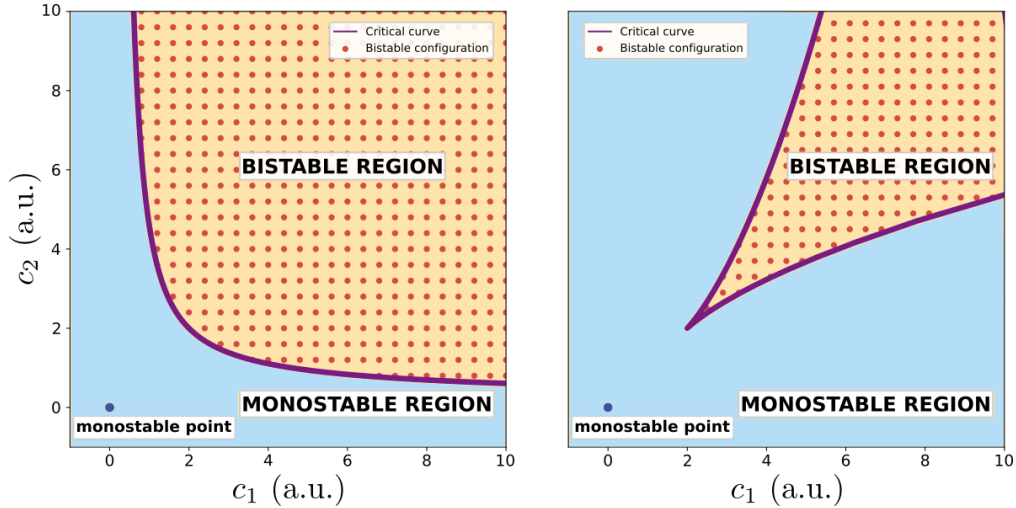 10
8
6
4
2
0
c₂ (a.u.)
Critical curve
Bistable configuration
BISTABLE REGION
MONOSTABLE REGION
monostable point
0 2 4 6 8 10
c₁ (a.u.)
Critical curve
Bistable configuration
BISTABLE REGION
MONOSTABLE REGION
monostable point
0 2 4 6 8 10
c₁ (a.u.)